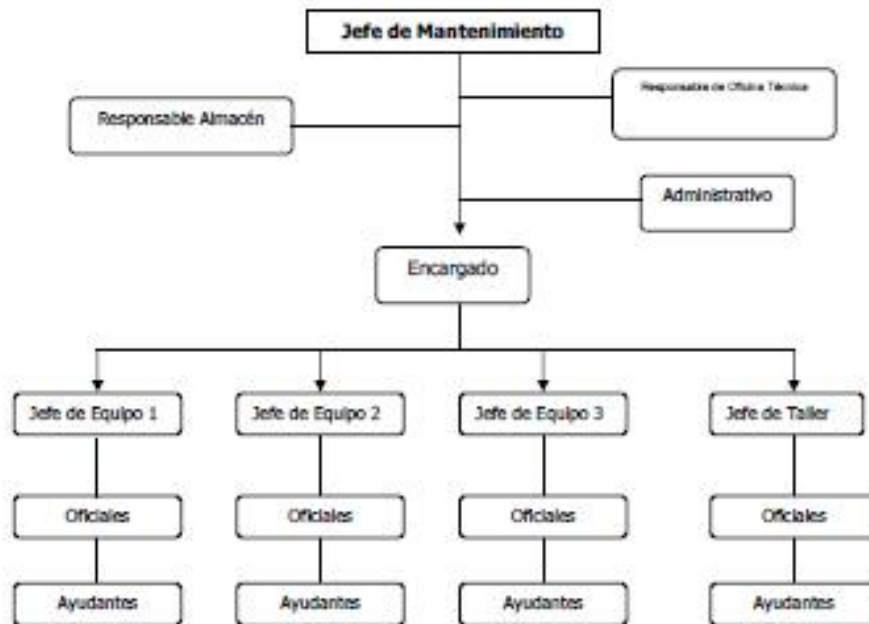 Jefe de Mantenimiento
Responsable de Oficina Técnica
Responsable Almacén
Administrativo
Encargado
Jefe de Equipo 1
Jefe de Equipo 2
Jefe de Equipo 3
Jefe de Taller
Oficiales
Oficiales
Oficiales
Oficiales
Ayudantes
Ayudantes
Ayudantes
Ayudantes